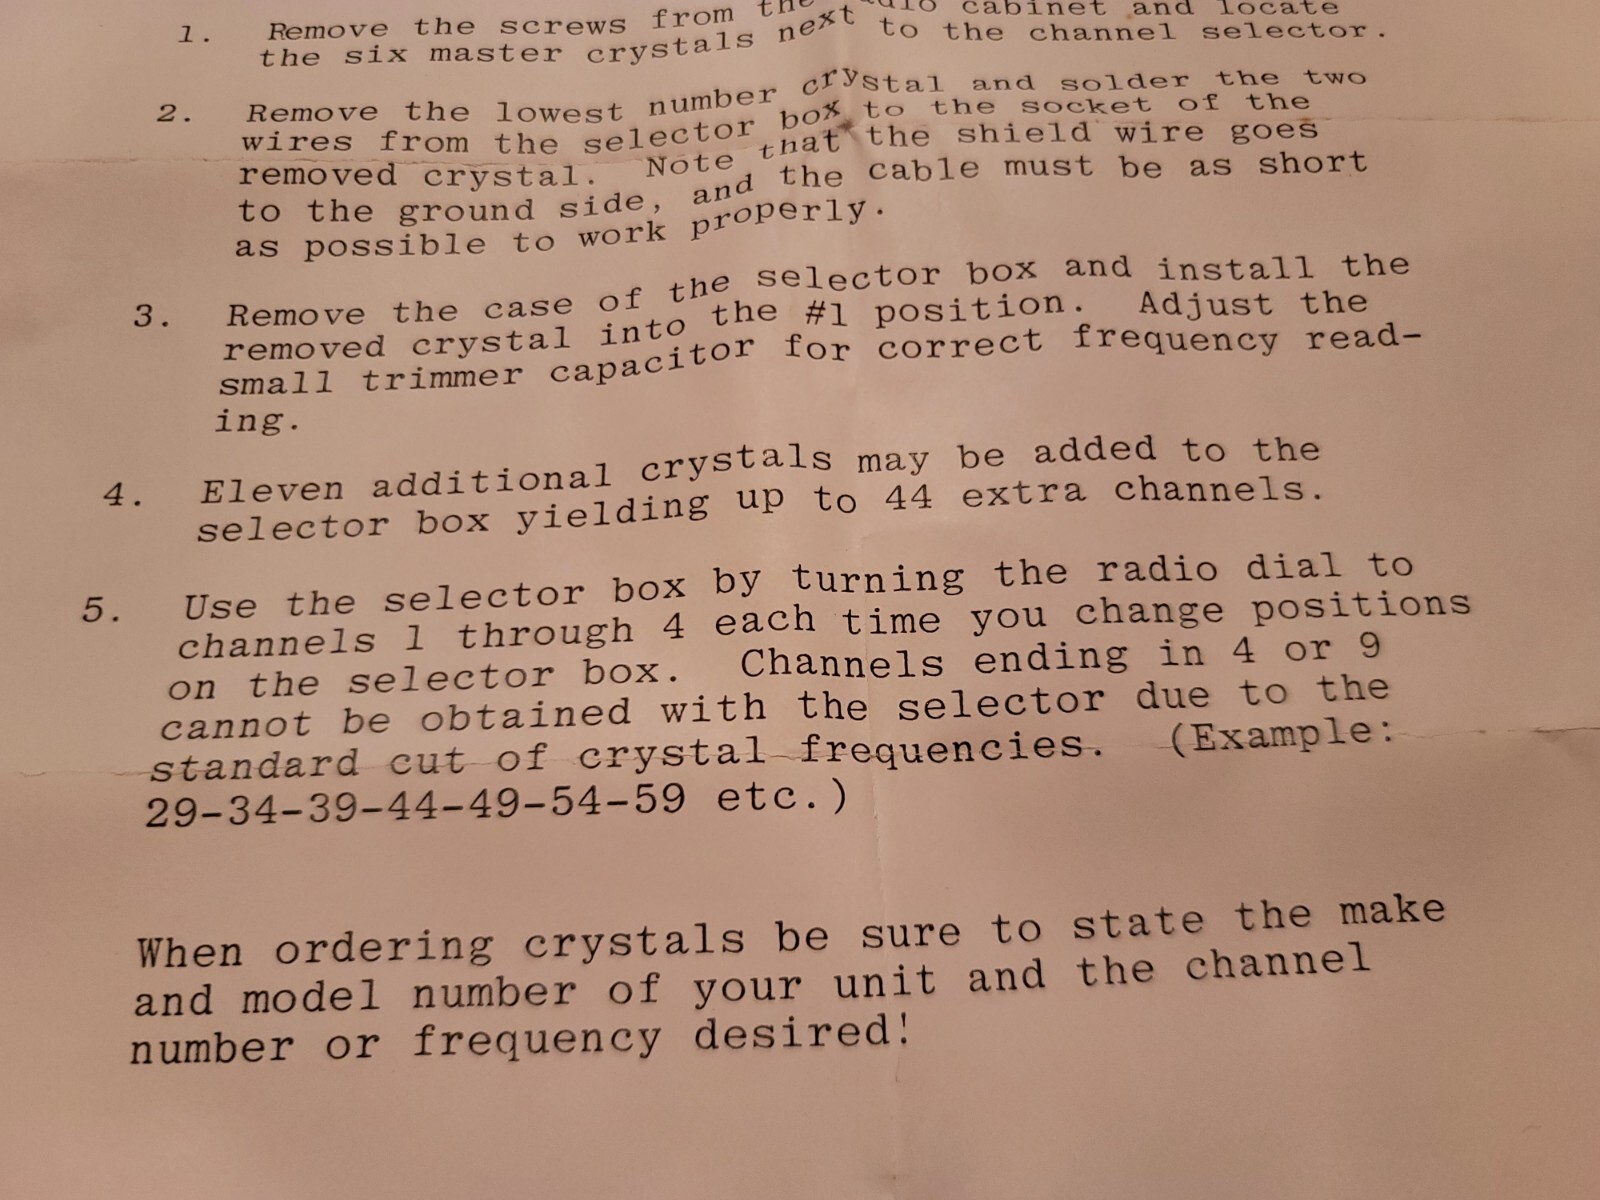 1. Remove the screws from the radio cabinet and locate
the six master crystals next to the channel selector.
2. Remove the lowest number crystal and solder the two
wires from the selector box to the socket of the
removed crystal. Note that the shield wire goes
to the ground side, and the cable must be as short
as possible to work properly.
3. Remove the case of the selector box and install the
removed crystal into the #1 position. Adjust the
small trimmer capacitor for correct frequency read-
ing.
4. Eleven additional crystals may be added to the
selector box yielding up to 44 extra channels.
5. Use the selector box by turning the radio dial to
channels 1 through 4 each time you change positions
on the selector box. Channels ending in 4 or 9
cannot be obtained with the selector due to the
standard cut of crystal frequencies. (Example:
29-34-39-44-49-54-59 etc.)
When ordering crystals be sure to state the make
and model number of your unit and the channel
number or frequency desired!